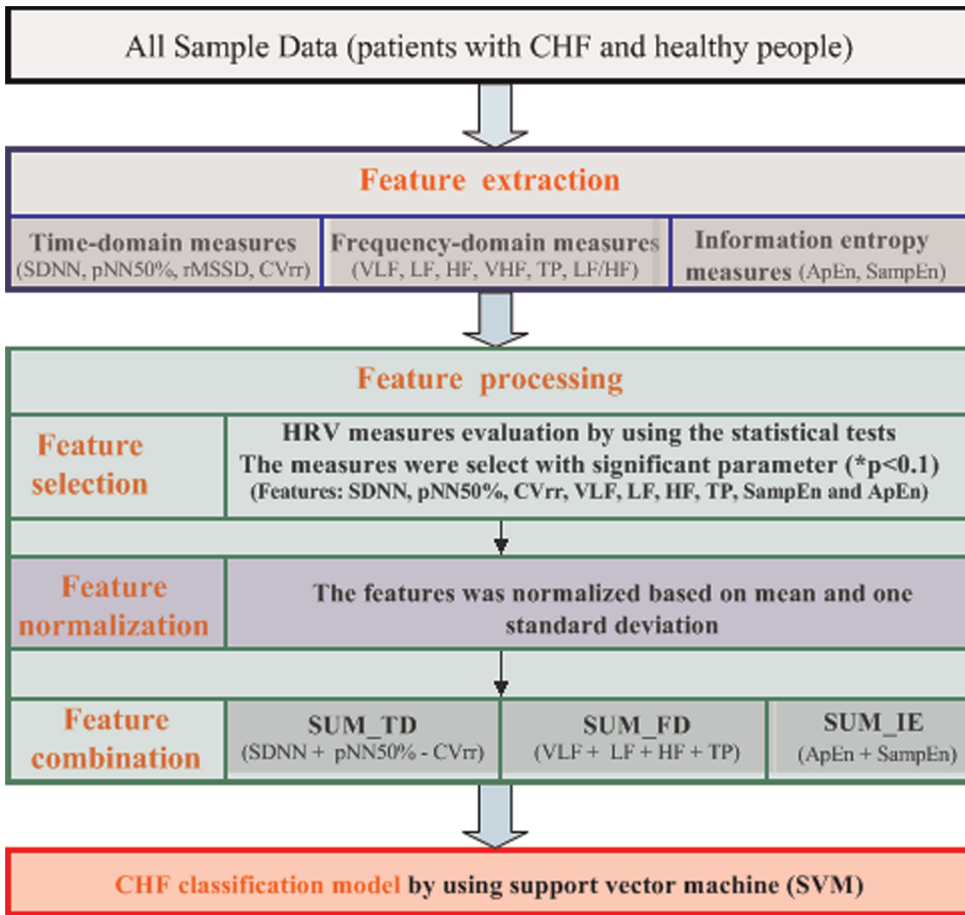 All Sample Data (patients with CHF and healthy people)
Feature extraction
Time-domain measures
(SDNN, pNN50%, rMSSD, CVrr)
Frequency-domain measures
(VLF, LF, HF, VHF, TP, LF/HF)
Information entropy
measures (ApEn, SampEn)
Feature processing
Feature
selection
HRV measures evaluation by using the statistical tests
The measures were select with significant parameter (*p<0.1)
(Features: SDNN, pNN50%, CVrr, VLF, LF, HF, TP, SampEn and ApEn)
Feature
normalization
The features was normalized based on mean and one
standard deviation
Feature
combination
SUM_TD
(SDNN + pNN50% - CVrr)
SUM_FD
(VLF + LF + HF + TP)
SUM_IE
(ApEn + SampEn)
CHF classification model by using support vector machine (SVM)